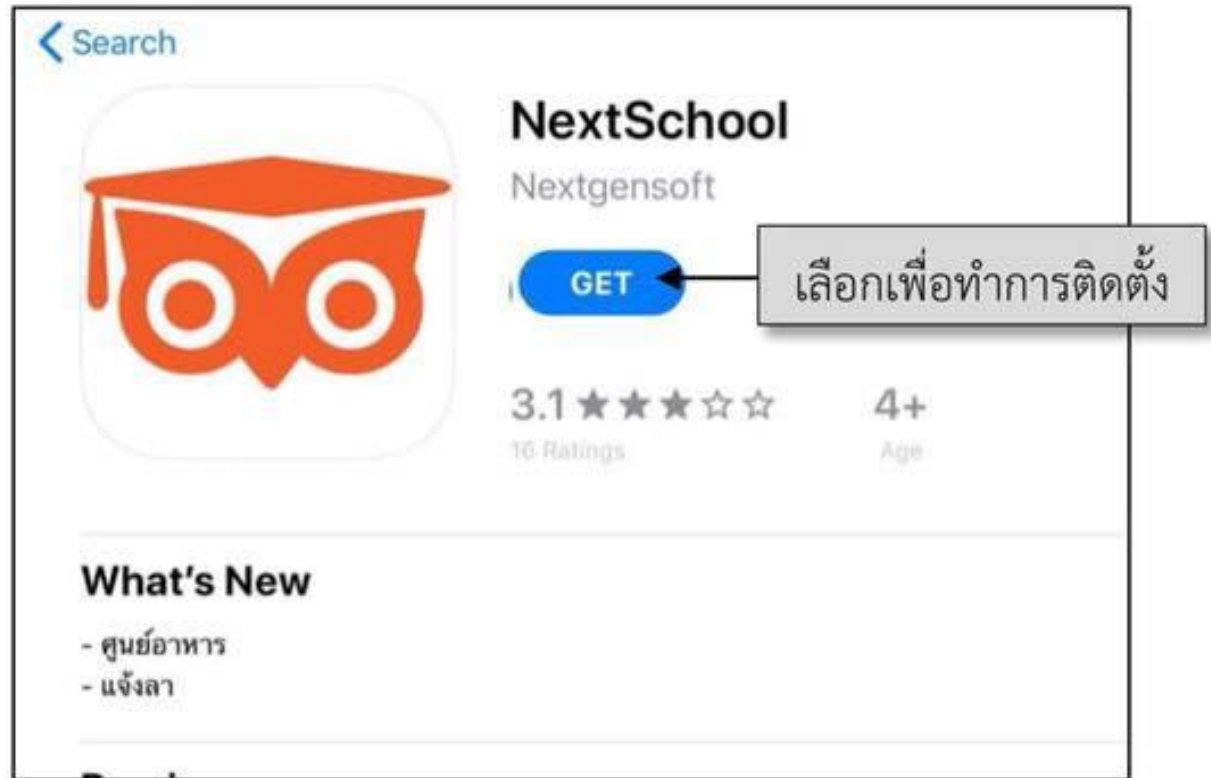 Search
NextSchool
Nextgensoft
GET
เลือกเพื่อทำการติดตั้ง
3.1 ★★★☆☆ 4+
16 Ratings Age
What's New
- ศูนย์อาหาร
- แจ้งลา